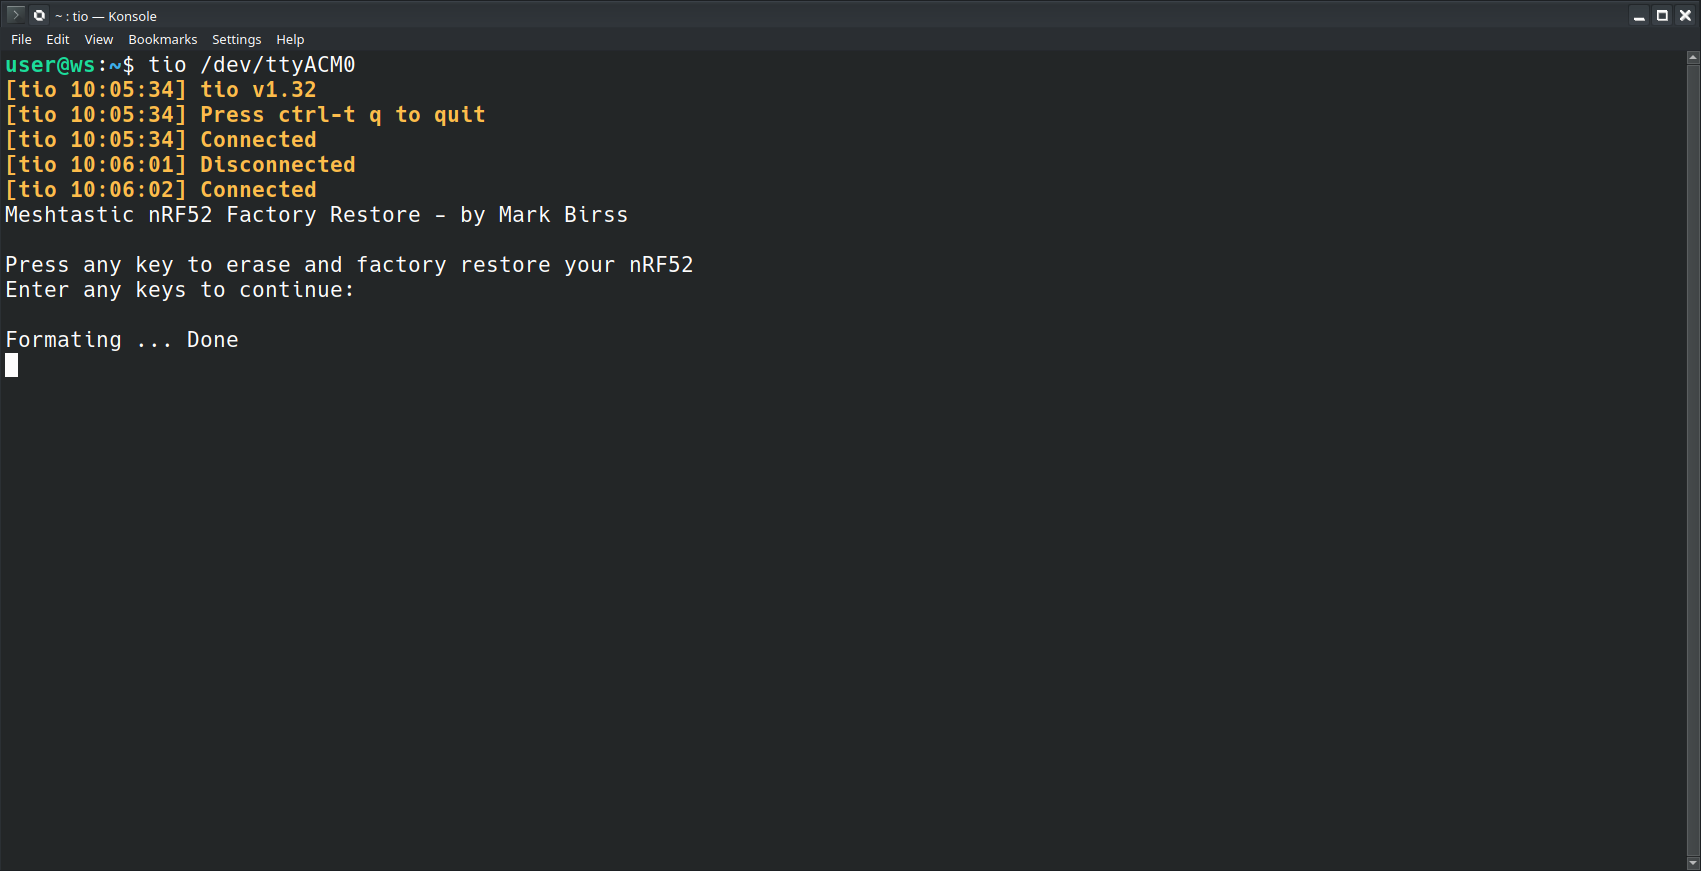 ~ : tio — Konsole
File Edit View Bookmarks Settings Help
user@ws:~$ tio /dev/ttyACM0
[tio 10:05:34] tio v1.32
[tio 10:05:34] Press ctrl-t q to quit
[tio 10:05:34] Connected
[tio 10:06:01] Disconnected
[tio 10:06:02] Connected
Meshtastic nRF52 Factory Restore - by Mark Birss
Press any key to erase and factory restore your nRF52
Enter any keys to continue:
Formating ... Done